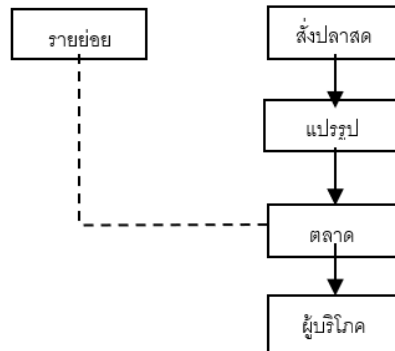 รายย่อย
สั่งปลาสด
แปรรูป
ตลาด
ผู้บริโภค